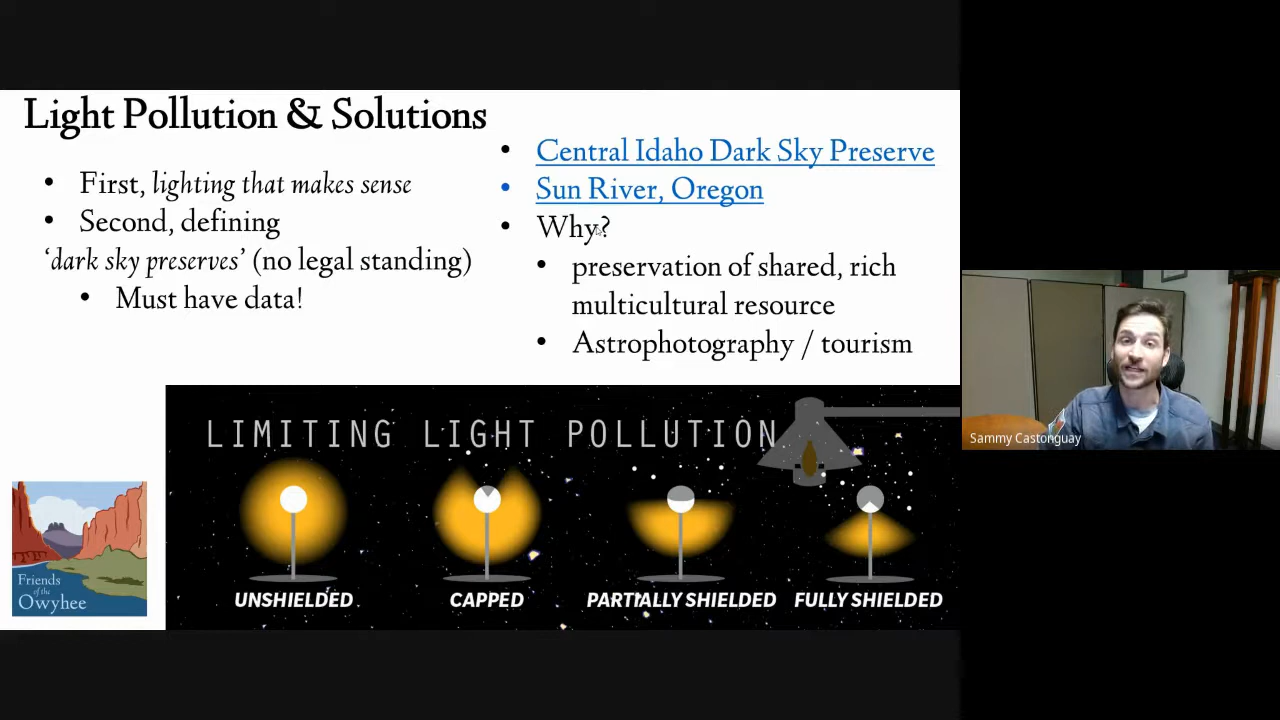 Light Pollution & Solutions
• First, lighting that makes sense
• Second, defining
‘dark sky preserves’ (no legal standing)
• Must have data!
• Central Idaho Dark Sky Preserve
• Sun River, Oregon
• Why?
• preservation of shared, rich
multicultural resource
• Astrophotography / tourism
LIMITING LIGHT POLLUTION
UNSHIELDED
CAPPED
PARTIALLY SHIELDED
FULLY SHIELDED
Friends
of the
Owyhee
Sammy Castonguay